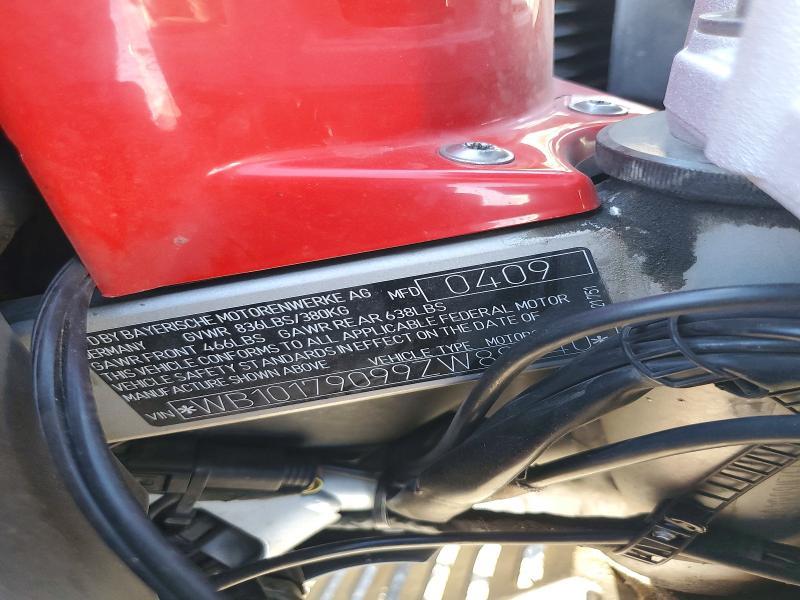 D BY BAYERISCHE MOTORENWERKE AG MFD 0409
GERMANY GVWR 836LBS/380KG
GAWR FRONT 466LBS GAWR REAR 638LBS
THIS VEHICLE CONFORMS TO ALL APPLICABLE FEDERAL MOTOR
VEHICLE SAFETY STANDARDS IN EFFECT ON THE DATE OF
MANUFACTURE SHOWN ABOVE VEHICLE TYPE
VIN *WB10179099ZW8